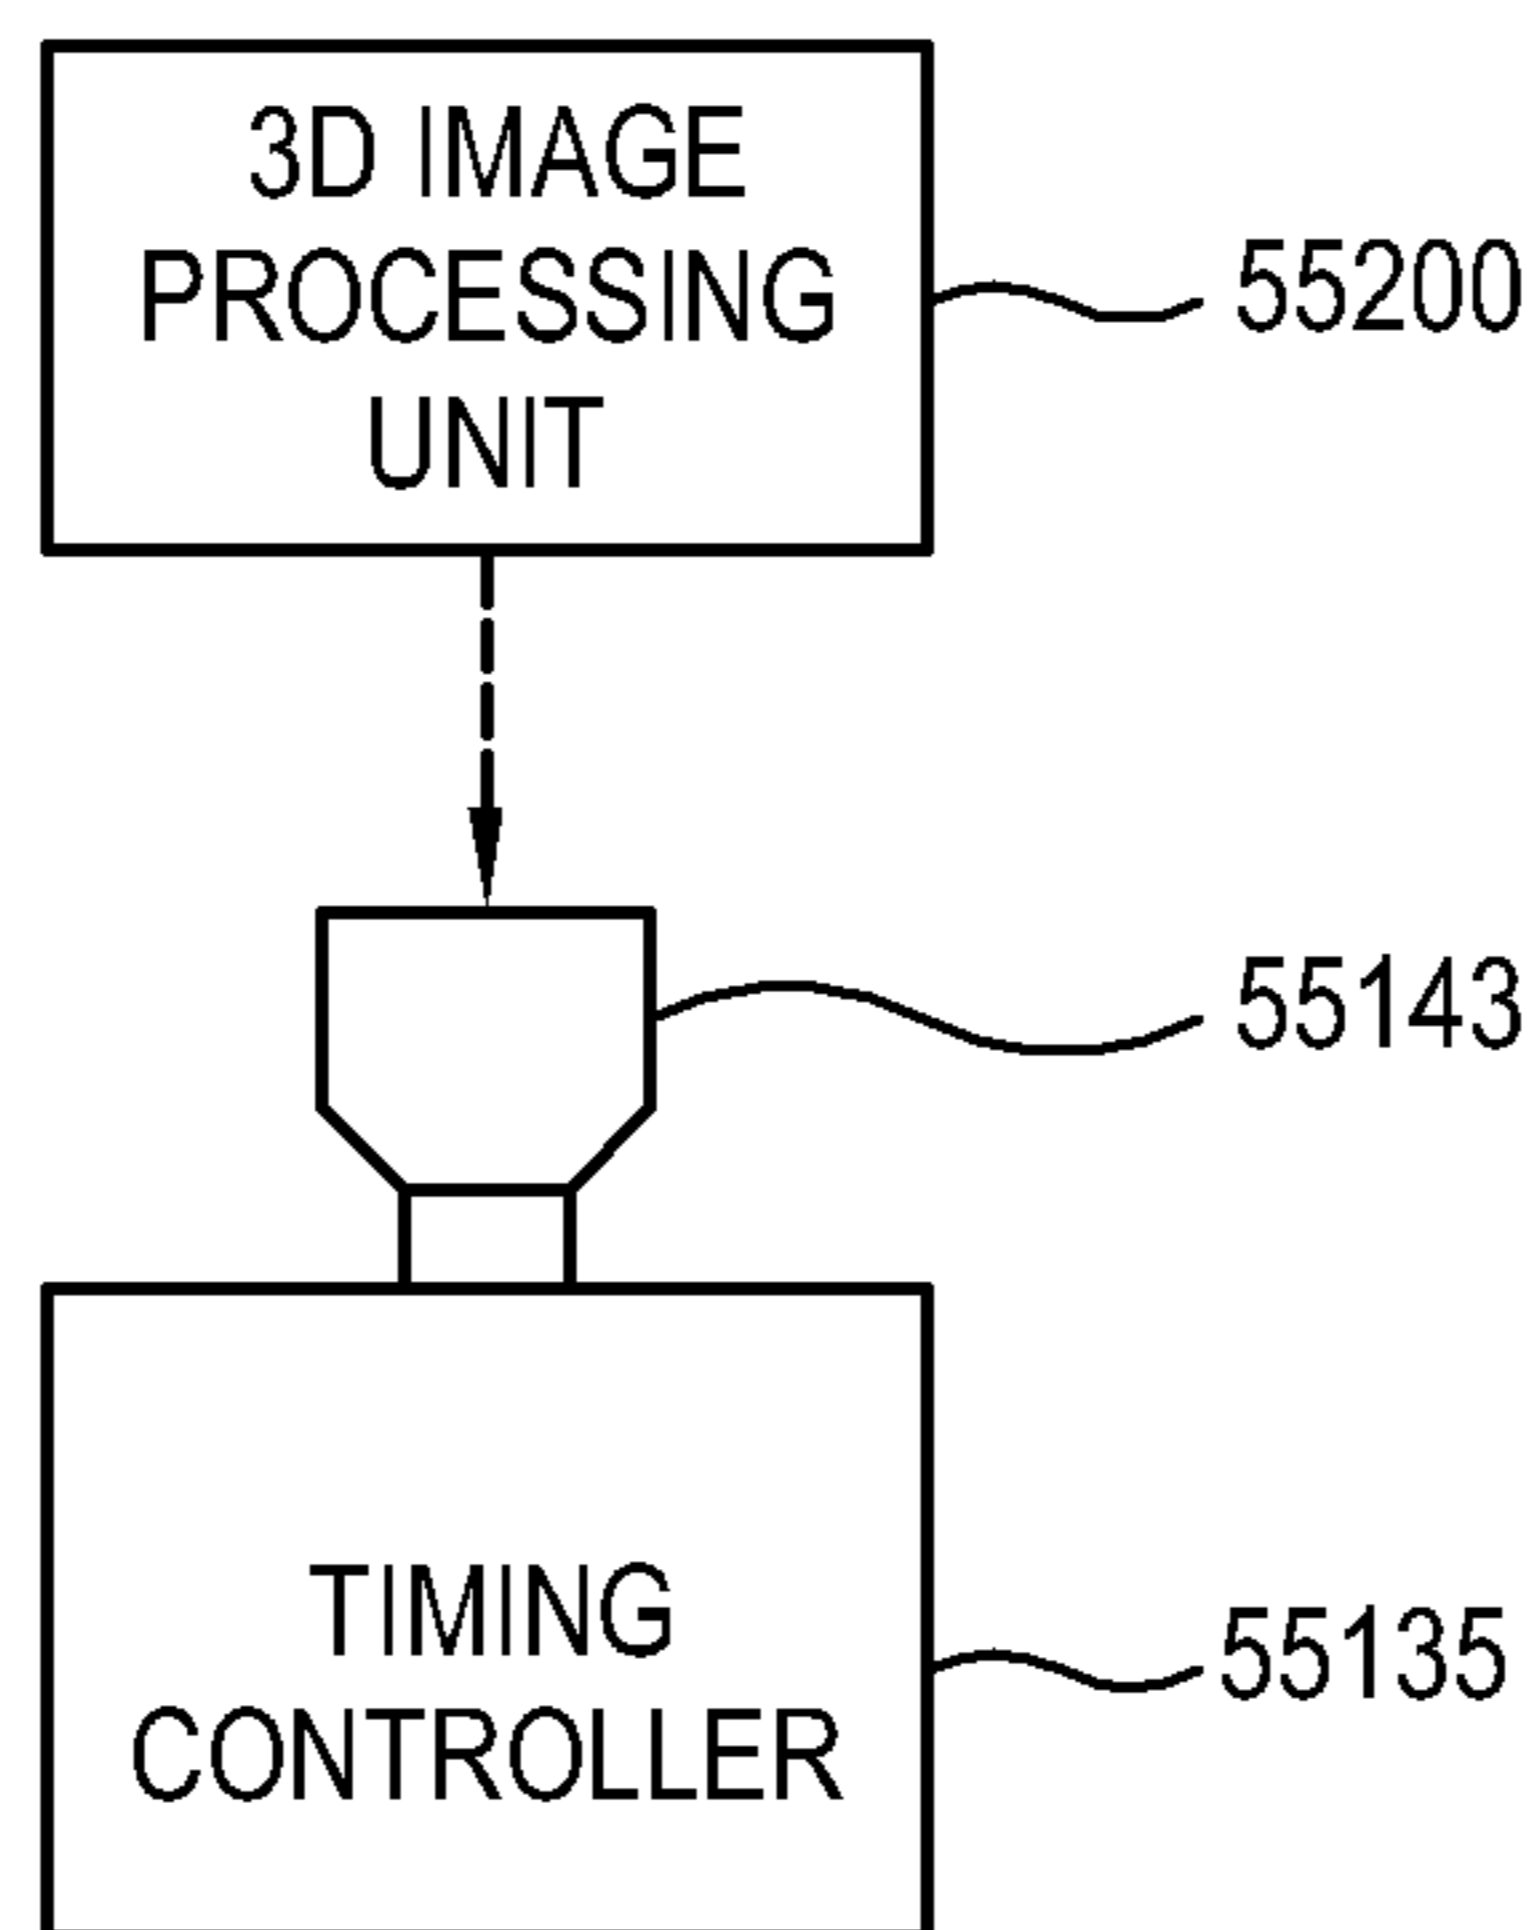 3D IMAGE
PROCESSING
UNIT
55200
55143
TIMING
CONTROLLER
55135